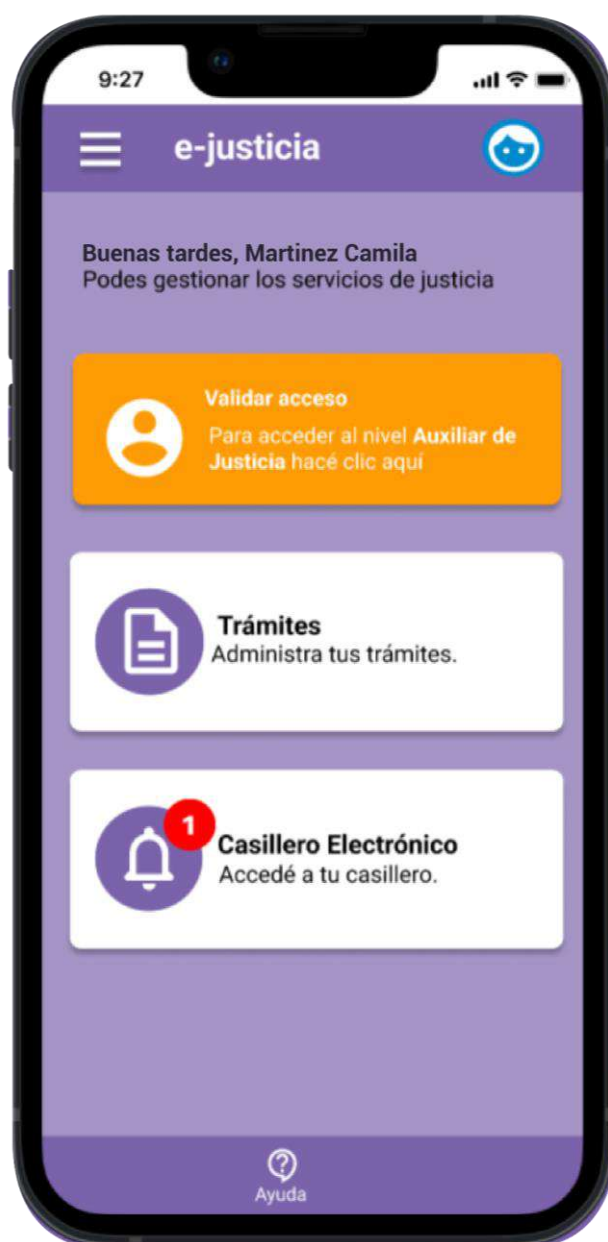 9:27
e-justicia
Buenas tardes, Martinez Camila
Podes gestionar los servicios de justicia
Validar acceso
Para acceder al nivel Auxiliar de
Justicia hacé clic aquí
Trámites
Administra tus trámites.
1
Casillero Electrónico
Accedé a tu casillero.
Ayuda